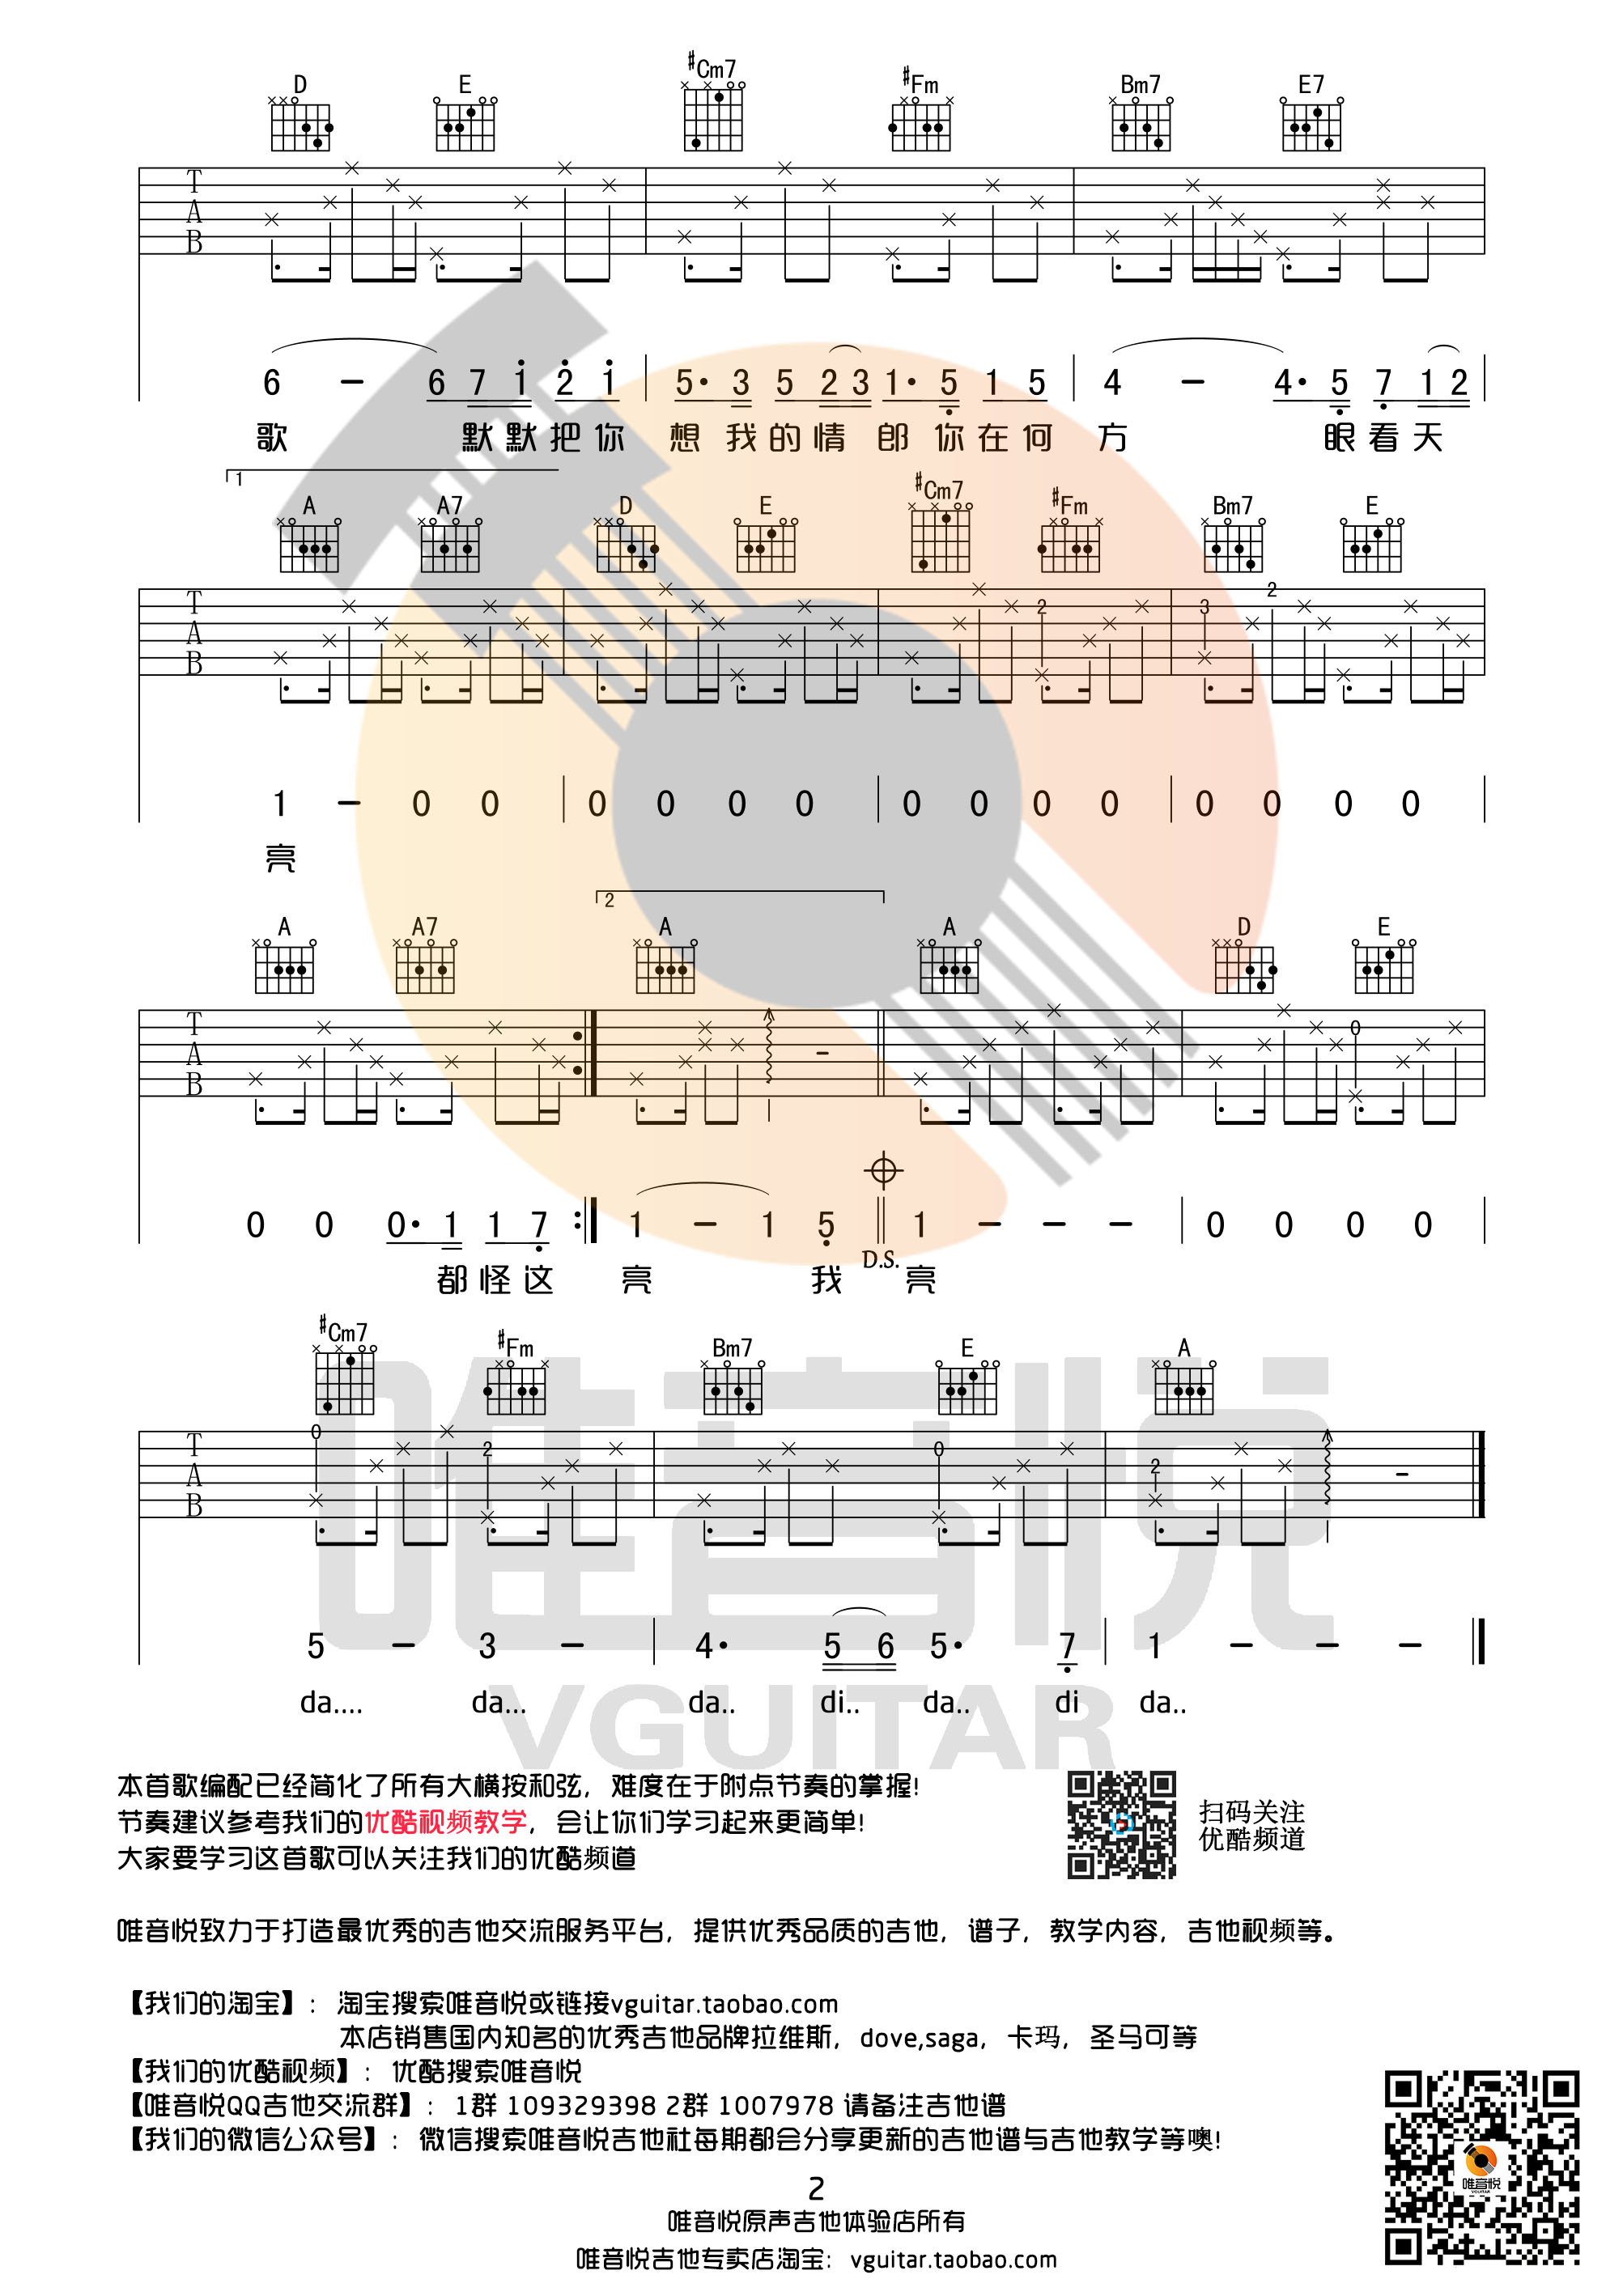 D E #Cm7 #Fm Bm7 E7
T
A
B
6 - 6 7 1 2 1 5· 3 5 2 3 1· 5 1 5 4 - 4· 5 7 1 2
歌 默默把你 想我的情郎你在何方 眼看天
1
A A7 D E #Cm7 #Fm Bm7 E
2 3 2
T
A
B
1 - 0 0 0 0 0 0 0 0 0 0 0 0 0 0
亮
2
A A7 A A D E
T
A
B
0
0 0 0· 1 1 7 1 - 1 5 1 - - - 0 0 0 0
D.S.
都怪这 亮 我 亮
#Cm7 #Fm Bm7 E A
0 2 0 2
T
A
B
5 - 3 - 4· 5 6 5· 7 1 - - -
da.... da... da.. di.. da.. di da..
唯音悦
VGUITAR
本首歌编配已经简化了所有大横按和弦，难度在于附点节奏的掌握!
节奏建议参考我们的优酷视频教学，会让你们学习起来更简单!
大家要学习这首歌可以关注我们的优酷频道
扫码关注
优酷频道
唯音悦致力于打造最优秀的吉他交流服务平台，提供优秀品质的吉他，谱子，教学内容，吉他视频等。
【我们的淘宝】：淘宝搜索唯音悦或链接vguitar.taobao.com
本店销售国内知名的优秀吉他品牌拉维斯，dove,saga，卡玛，圣马可等
【我们的优酷视频】：优酷搜索唯音悦
【唯音悦QQ吉他交流群】：1群 109329398 2群 1007978 请备注吉他谱
【我们的微信公众号】：微信搜索唯音悦吉他社每期都会分享更新的吉他谱与吉他教学等噢!
唯音悦
VGUITAR
2
唯音悦原声吉他体验店所有
唯音悦吉他专卖店淘宝：vguitar.taobao.com